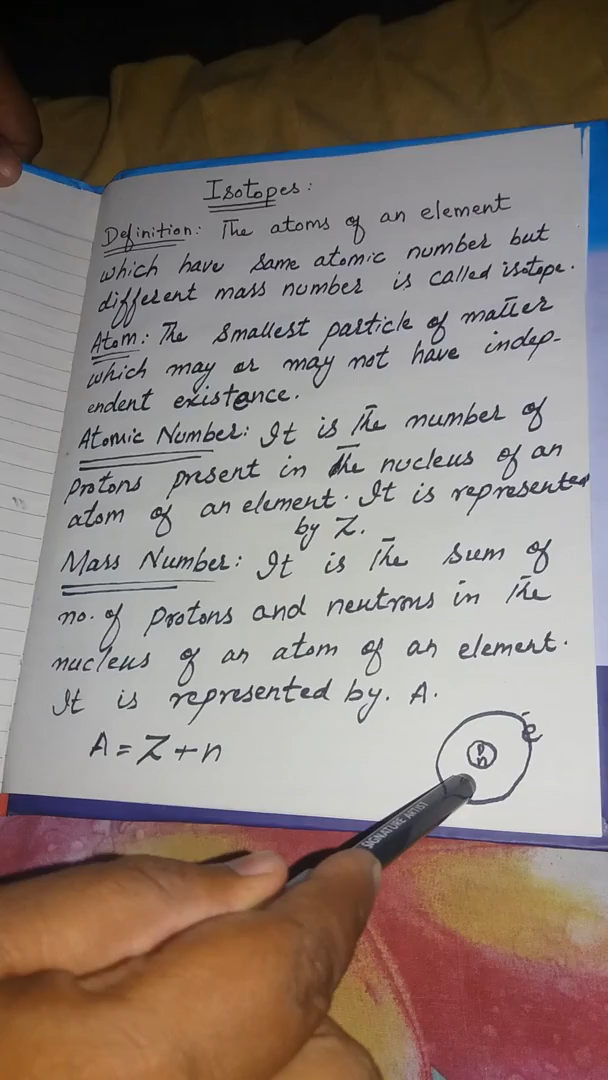 Isotopes:
Definition: The atoms of an element
which have same atomic number but
different mass number is called isotope.
Atom: The smallest particle of matter
which may or may not have indep-
endent existence.
Atomic Number: It is the number of
protons present in the nucleus of an
atom of an element. It is represented
by Z.
Mass Number: It is the sum of
no. of protons and neutrons in the
nucleus of an atom of an element.
It is represented by. A.
A = Z + n
e
p
n
SIGNATURE ARTIST